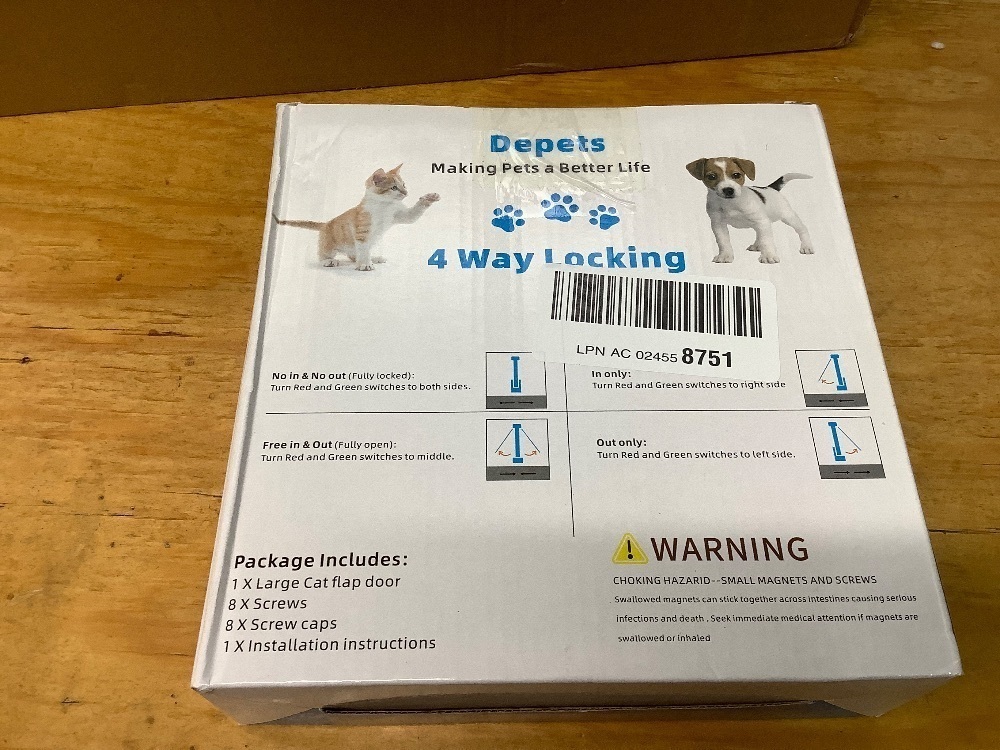 Depets
Making Pets a Better Life
4 Way Locking
LPN AC 02455 8751
No in & No out (Fully locked):
Turn Red and Green switches to both sides.
In only:
Turn Red and Green switches to right side
Free in & Out (Fully open):
Turn Red and Green switches to middle.
Out only:
Turn Red and Green switches to left side.
Package Includes:
1 X Large Cat flap door
8 X Screws
8 X Screw caps
1 X Installation instructions
WARNING
CHOKING HAZARID--SMALL MAGNETS AND SCREWS
Swallowed magnets can stick together across intestines causing serious
infections and death . Seek immediate medical attention if magnets are
swallowed or inhaled